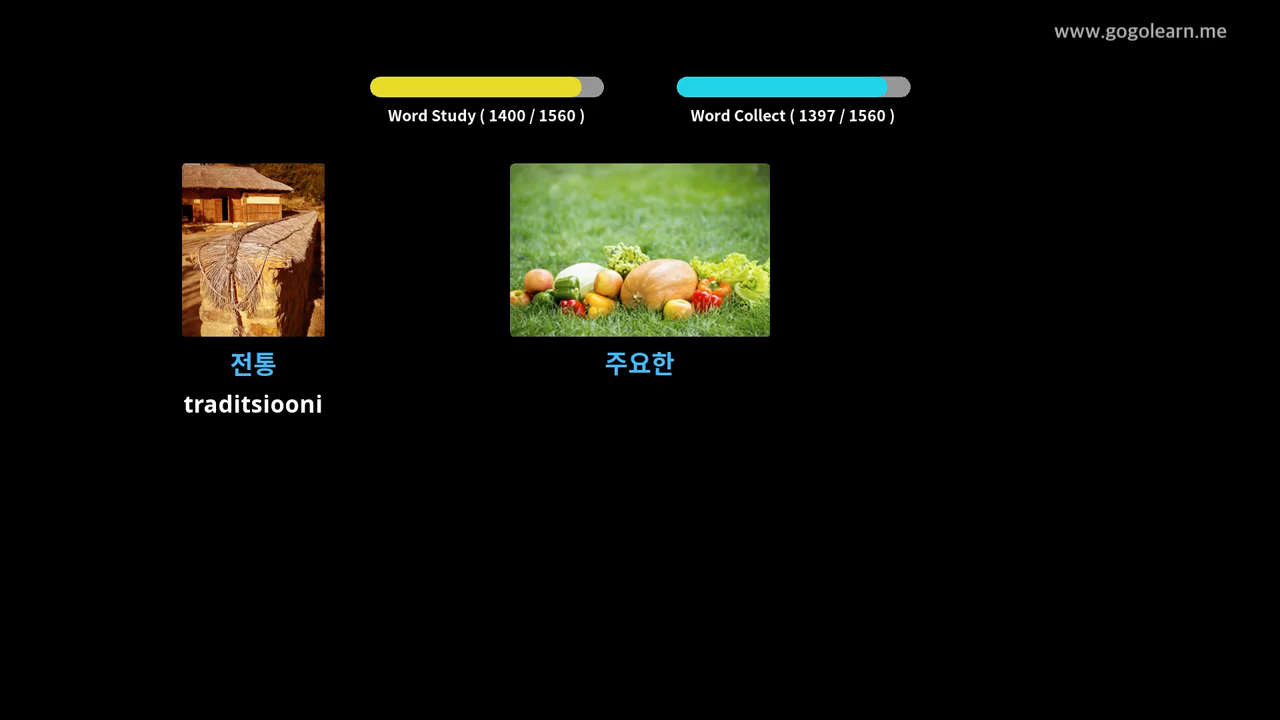 www.gogolearn.me
Word Study ( 1400 / 1560 )
Word Collect ( 1397 / 1560 )
전통
traditsiooni
주요한